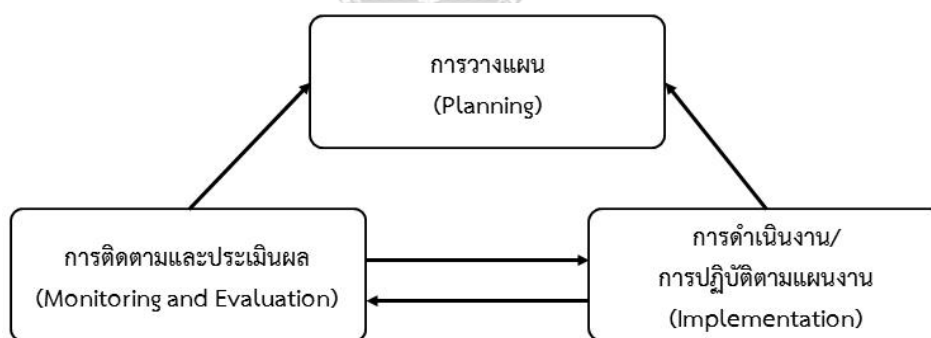 การวางแผน
(Planning)
การติดตามและประเมินผล
(Monitoring and Evaluation)
การดำเนินงาน/
การปฏิบัติตามแผนงาน
(Implementation)